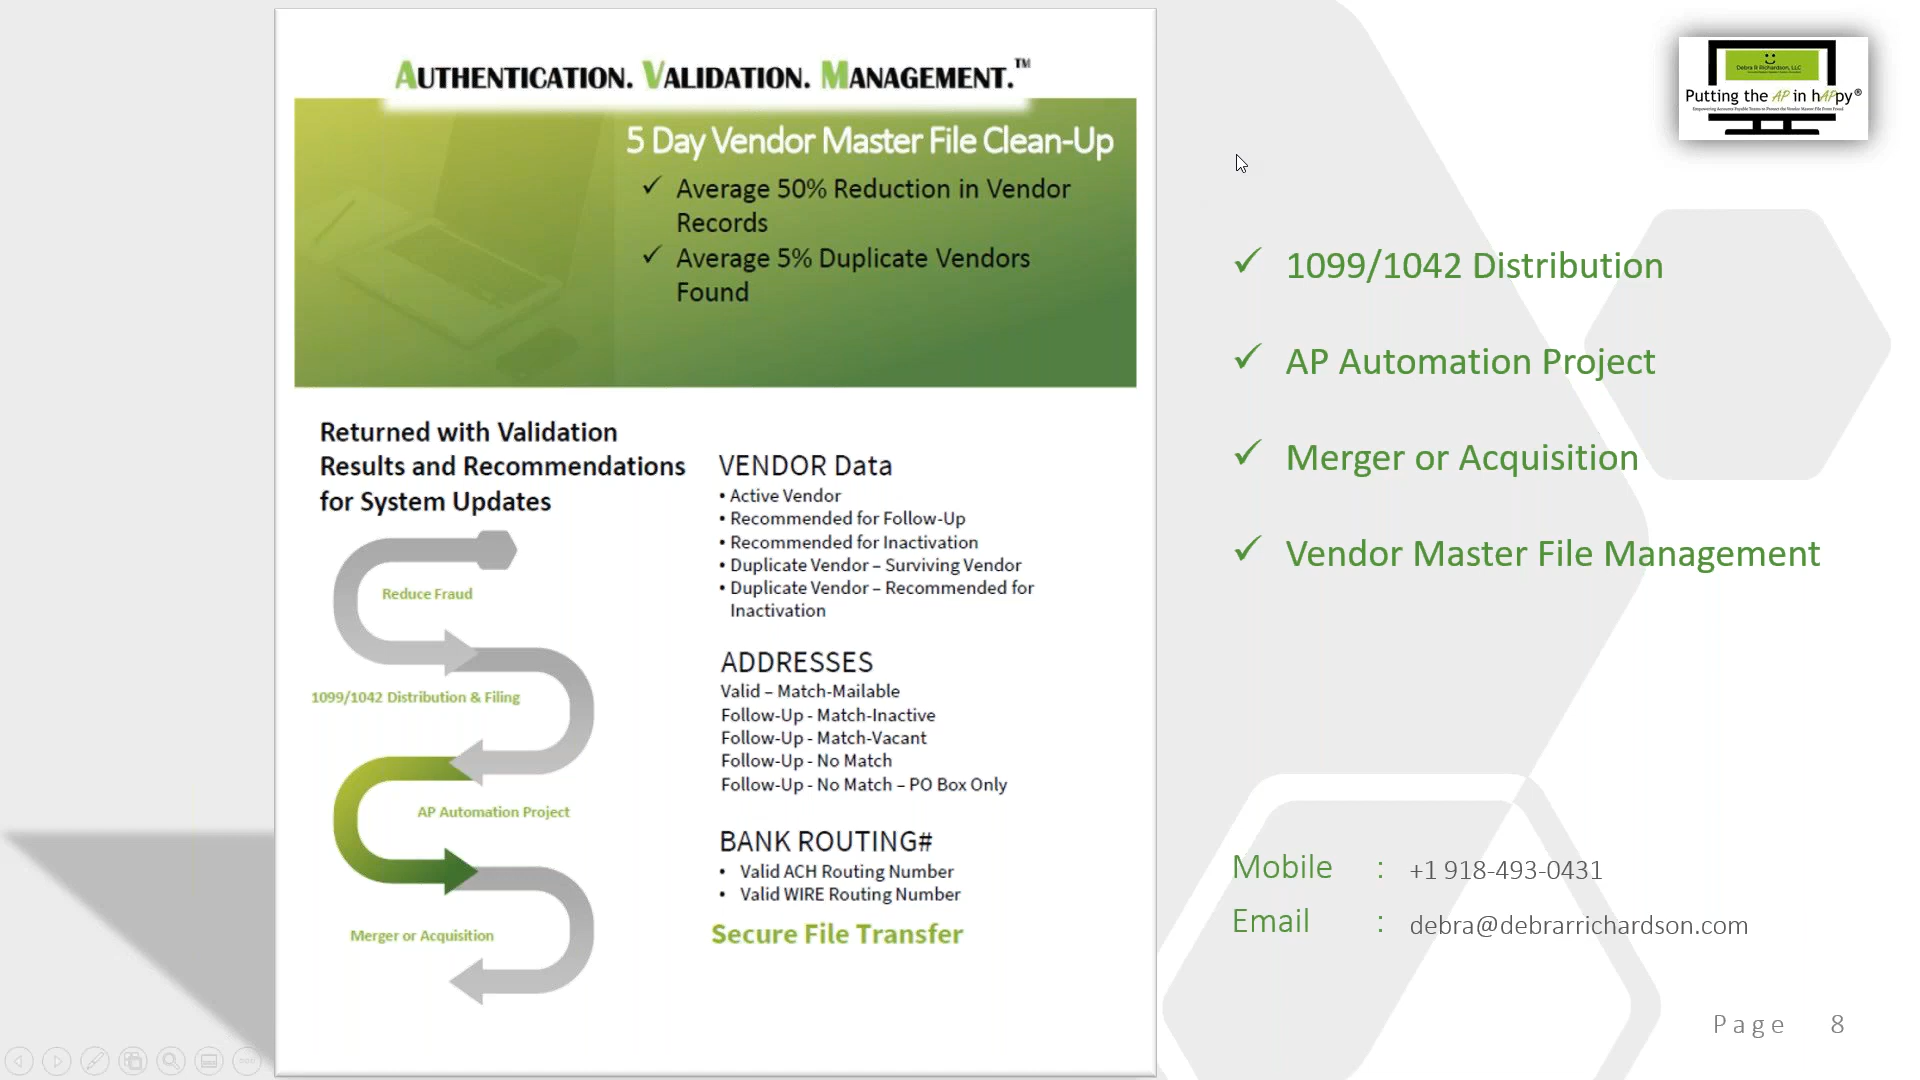 AUTHENTICATION. VALIDATION. MANAGEMENT.™
5 Day Vendor Master File Clean-Up
✓ Average 50% Reduction in Vendor
Records
✓ Average 5% Duplicate Vendors
Found
Returned with Validation
Results and Recommendations
for System Updates
Reduce Fraud
1099/1042 Distribution & Filing
AP Automation Project
Merger or Acquisition
VENDOR Data
• Active Vendor
• Recommended for Follow-Up
• Recommended for Inactivation
• Duplicate Vendor – Surviving Vendor
• Duplicate Vendor – Recommended for
Inactivation
ADDRESSES
Valid – Match-Mailable
Follow-Up - Match-Inactive
Follow-Up - Match-Vacant
Follow-Up - No Match
Follow-Up - No Match – PO Box Only
BANK ROUTING#
• Valid ACH Routing Number
• Valid WIRE Routing Number
Secure File Transfer
Debra R Richardson, LLC
Putting the AP in hAPpy®
✓ 1099/1042 Distribution
✓ AP Automation Project
✓ Merger or Acquisition
✓ Vendor Master File Management
Mobile : +1 918-493-0431
Email : debra@debrarrichardson.com
Page 8